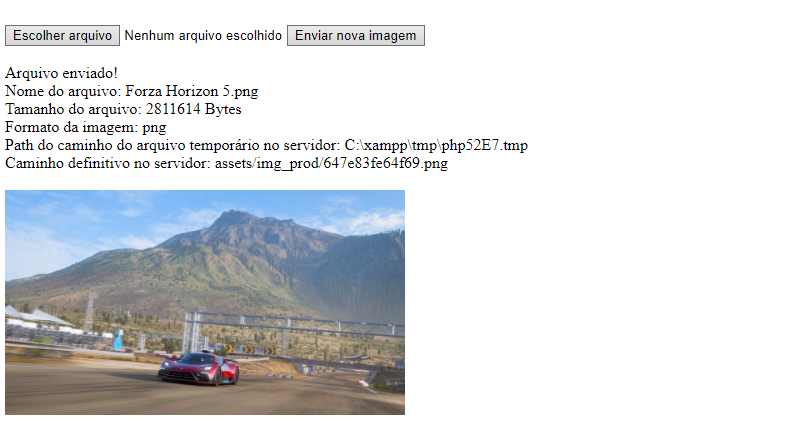 Escolher arquivo Nenhum arquivo escolhido Enviar nova imagem
Arquivo enviado!
Nome do arquivo: Forza Horizon 5.png
Tamanho do arquivo: 2811614 Bytes
Formato da imagem: png
Path do caminho do arquivo temporário no servidor: C:\xampp\tmp\php52E7.tmp
Caminho definitivo no servidor: assets/img_prod/647e83fe64f69.png